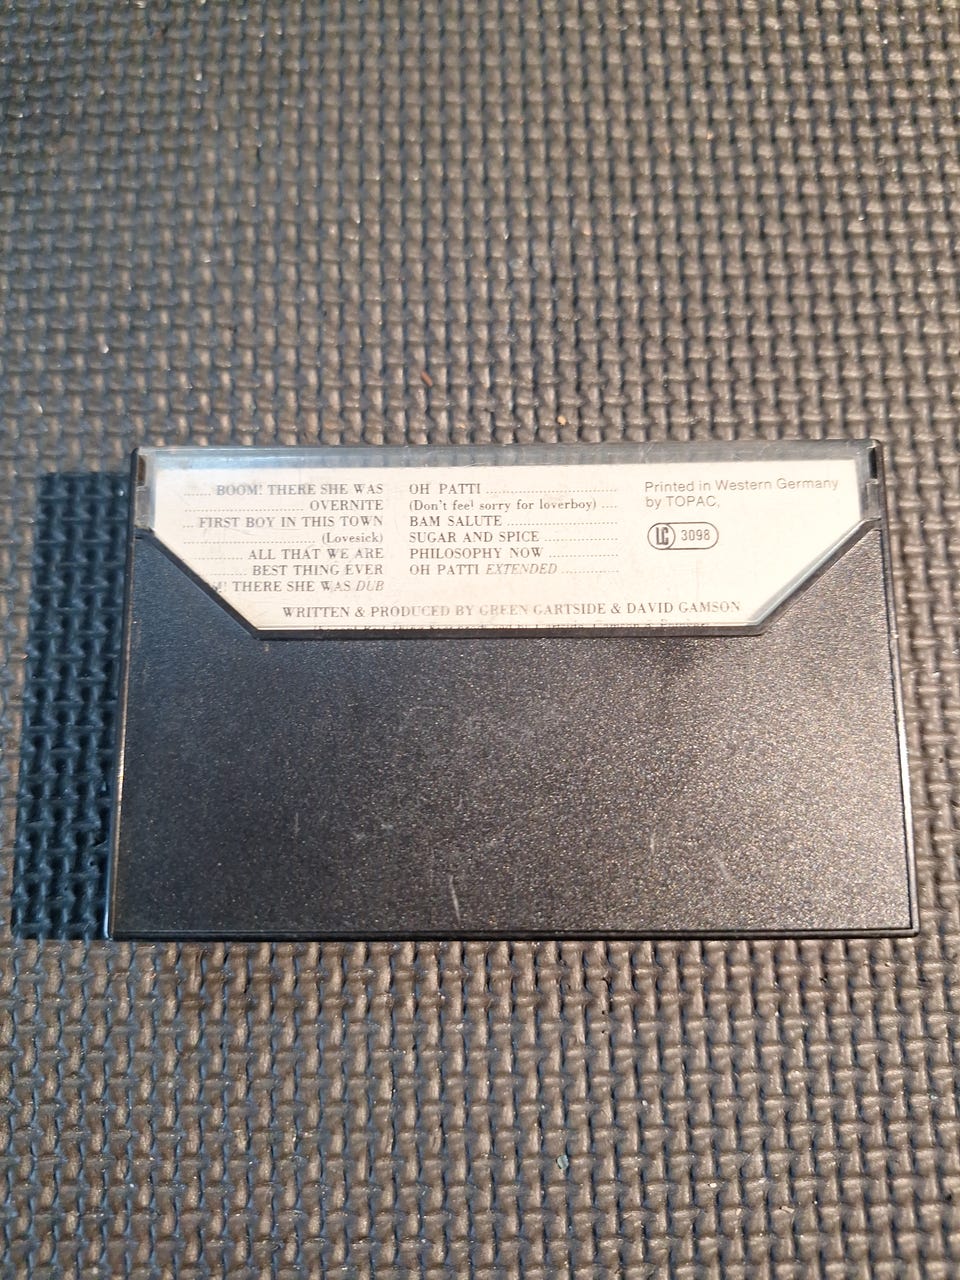 ...... BOOM! THERE SHE WAS
........................... OVERNITE
... FIRST BOY IN THIS TOWN
(Lovesick)
............. ALL THAT WE ARE
............ BEST THING EVER
! THERE SHE WAS DUB
OH PATTI ...............................
(Don't feel sorry for loverboy) ....
BAM SALUTE ..........................
SUGAR AND SPICE ..................
PHILOSOPHY NOW .................
OH PATTI EXTENDED .............
Printed in Western Germany
by TOPAC,
LC 3098
WRITTEN & PRODUCED BY GREEN GARTSIDE & DAVID GAMSON